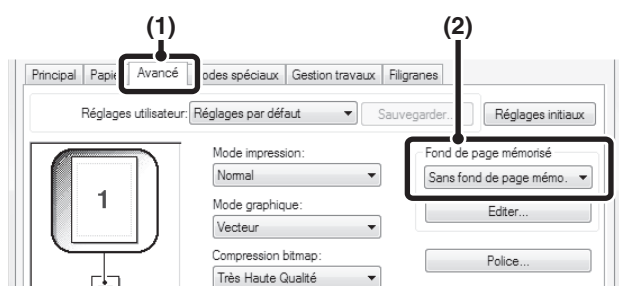 (1) (2)
Principal Papie Avancé odes spéciaux Gestion travaux Filigranes
Réglages utilisateur: Réglages par défaut Sauvegarder... Réglages initiaux
Mode impression: Fond de page mémorisé
Normal Sans fond de page mémo.
1 Mode graphique: Editer...
Vecteur
Compression bitmap: Police...
Très Haute Qualité